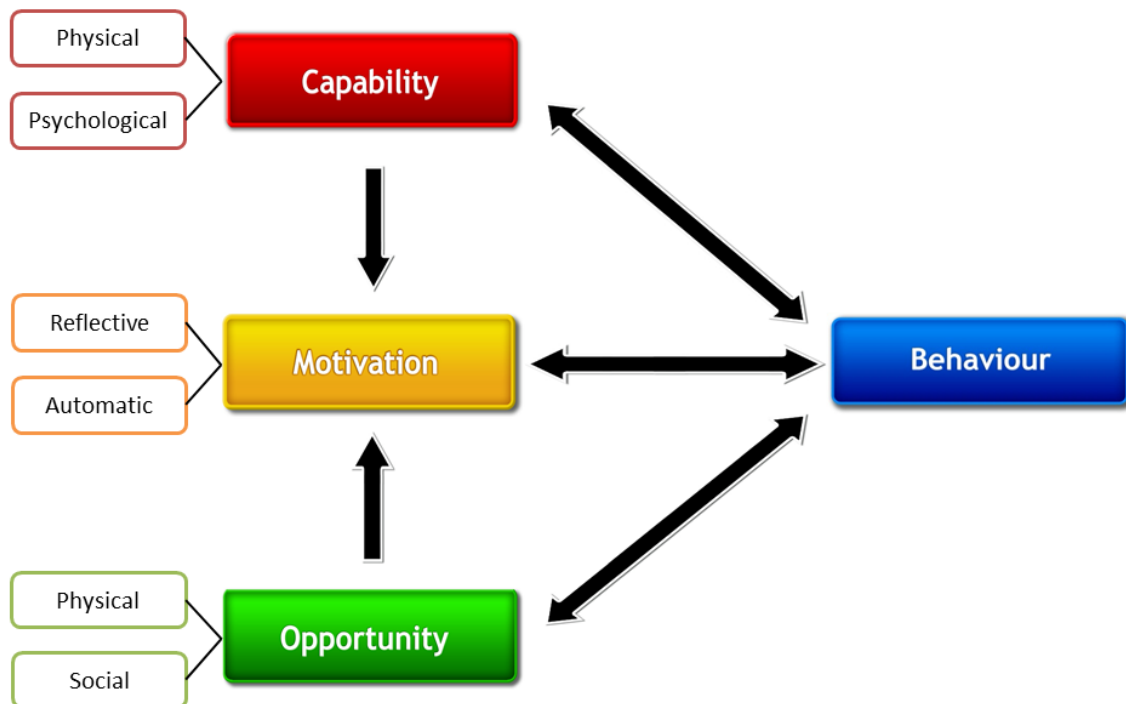 Physical
Psychological
Capability
Reflective
Automatic
Motivation
Behaviour
Physical
Social
Opportunity